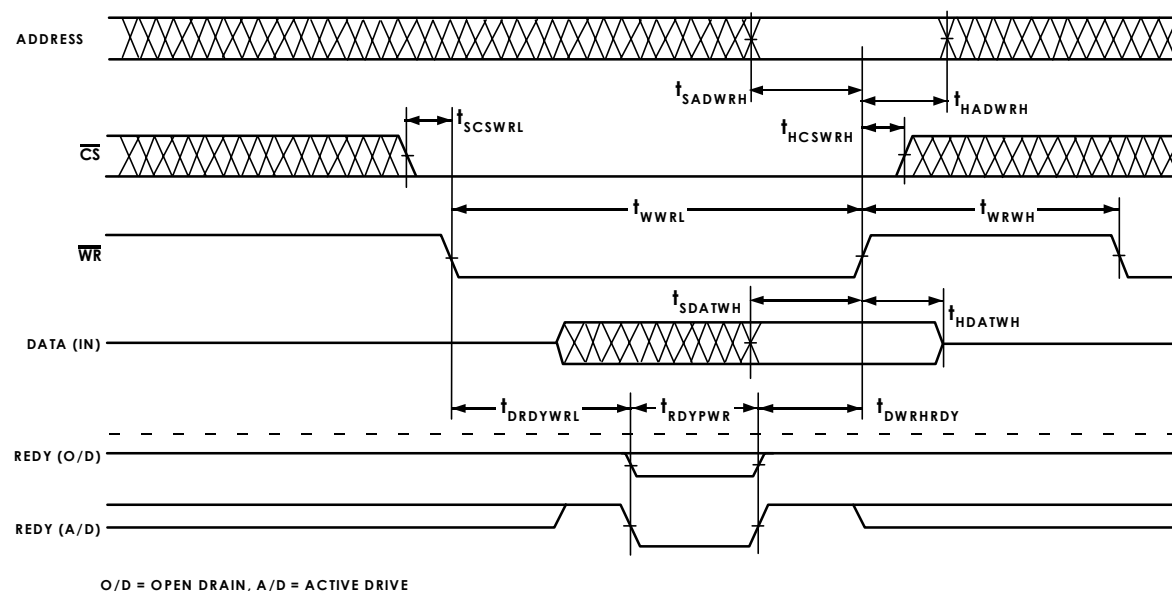 ADDRESS
tSADWRH
tHADWRH
tSCSWRL
tHCSWRH
CS
tWWRL
tWRWH
WR
tSDATWH
tHDATWH
DATA (IN)
tDRDYWRL
tRDYPWR
tDWRHRDY
REDY (O/D)
REDY (A/D)
O/D = OPEN DRAIN, A/D = ACTIVE DRIVE